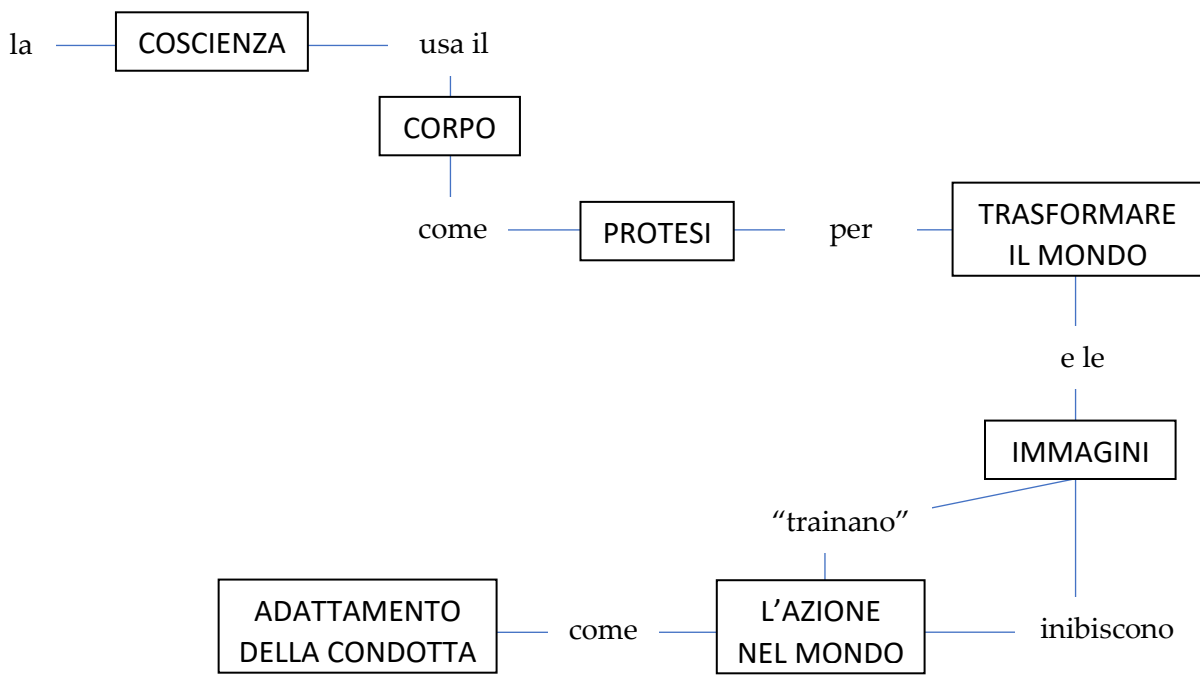 la COSCIENZA usa il
CORPO
come PROTESI per TRASFORMARE
IL MONDO
e le
IMMAGINI
“trainano”
inibiscono
L’AZIONE
NEL MONDO
come
ADATTAMENTO
DELLA CONDOTTA